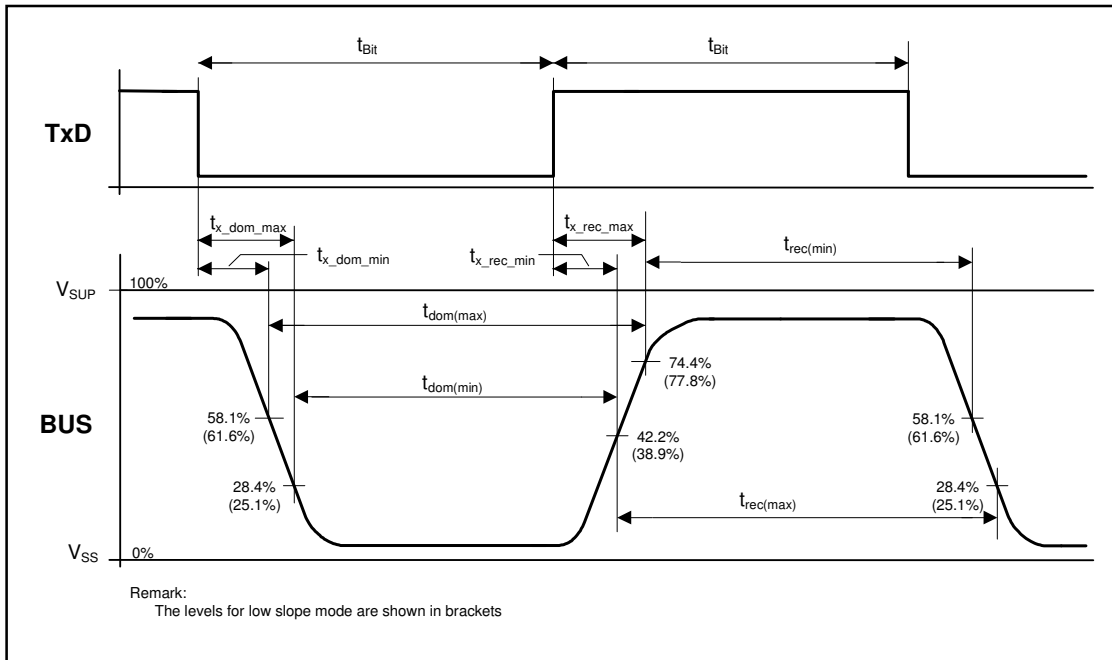 tBit
tBit
TxD
tx_dom_max
tx_rec_max
tx_dom_min
tx_rec_min
trec(min)
VSUP
100%
tdom(max)
74.4%
(77.8%)
tdom(min)
BUS
58.1%
(61.6%)
42.2%
(38.9%)
58.1%
(61.6%)
28.4%
(25.1%)
trec(max)
28.4%
(25.1%)
VSS
0%
Remark:
The levels for low slope mode are shown in brackets